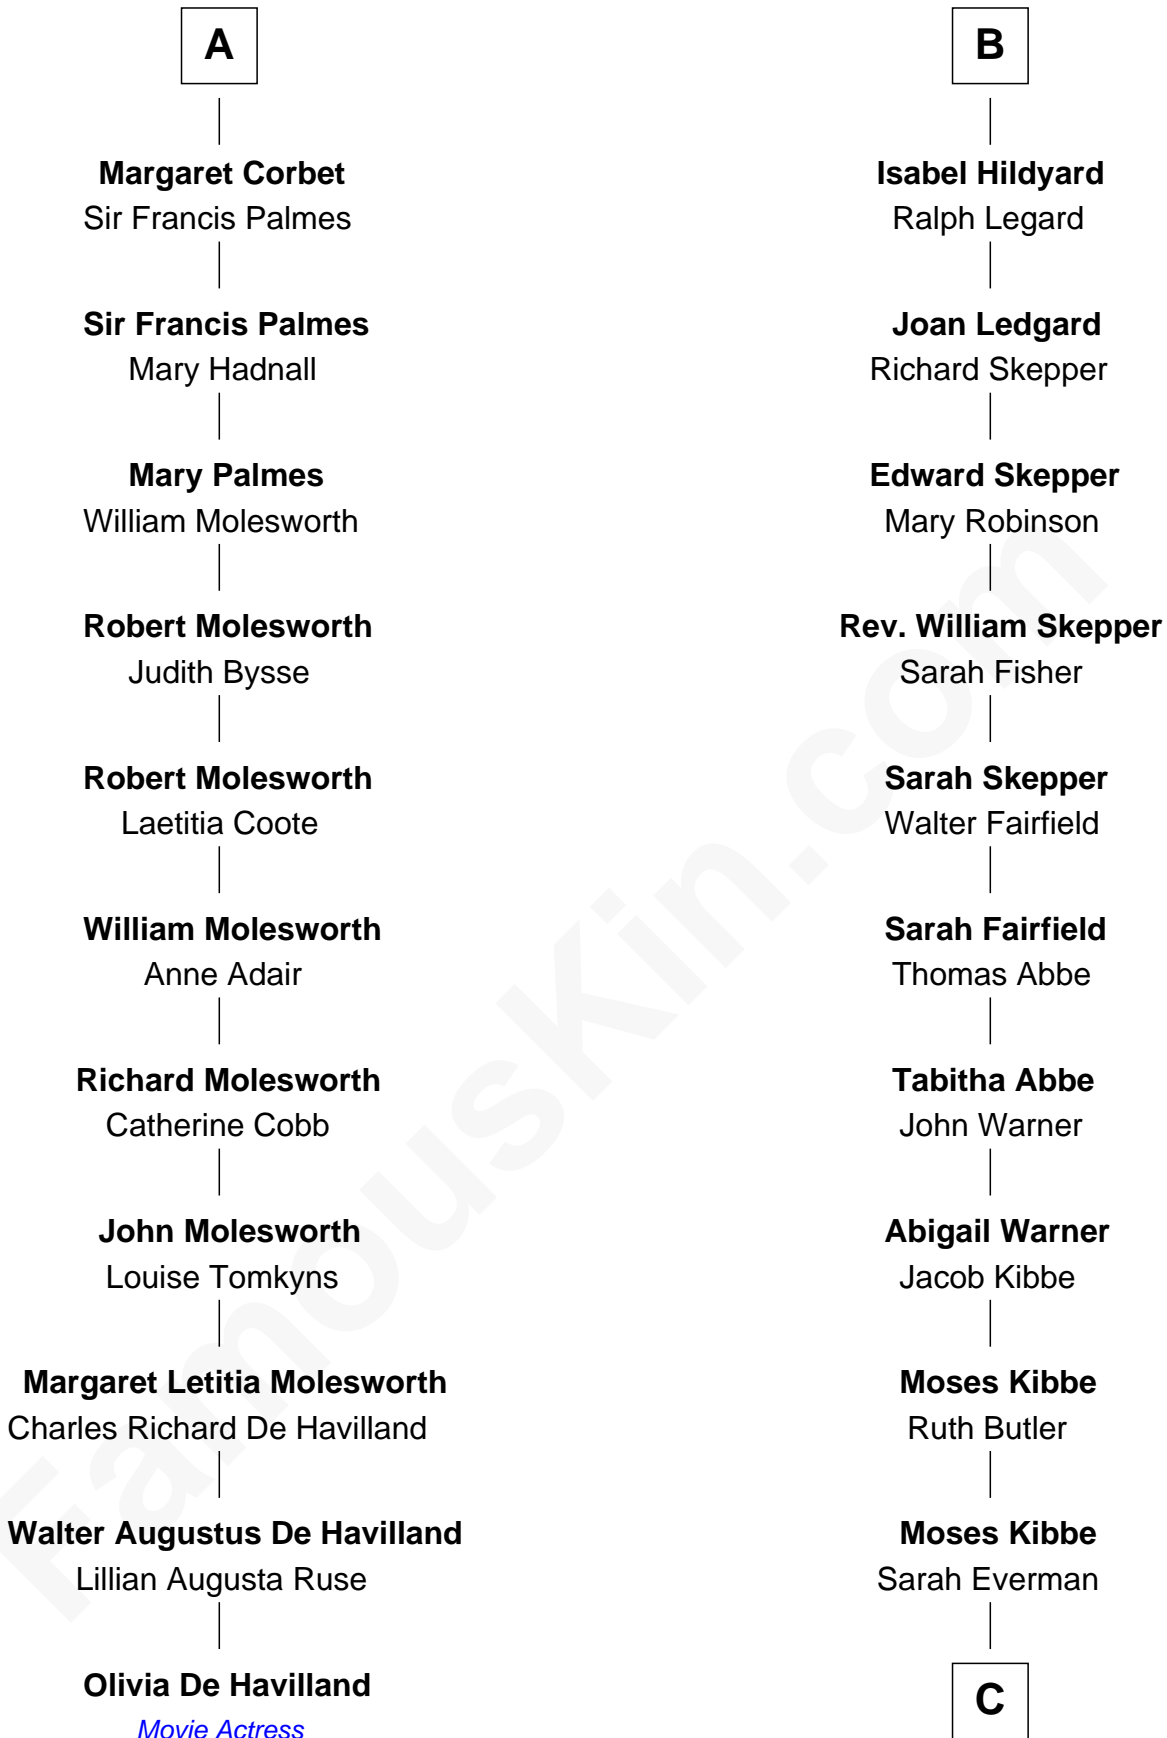 A
Margaret Corbet
Sir Francis Palmes
Sir Francis Palmes
Mary Hadnall
Mary Palmes
William Molesworth
Robert Molesworth
Judith Bysse
Robert Molesworth
Laetitia Coote
William Molesworth
Anne Adair
Richard Molesworth
Catherine Cobb
John Molesworth
Louise Tomkyns
Margaret Letitia Molesworth
Charles Richard De Havilland
Walter Augustus De Havilland
Lillian Augusta Ruse
Olivia De Havilland
Movie Actress
B
Isabel Hildyard
Ralph Legard
Joan Ledgard
Richard Skepper
Edward Skepper
Mary Robinson
Rev. William Skepper
Sarah Fisher
Sarah Skepper
Walter Fairfield
Sarah Fairfield
Thomas Abbe
Tabitha Abbe
John Warner
Abigail Warner
Jacob Kibbe
Moses Kibbe
Ruth Butler
Moses Kibbe
Sarah Everman
C
FamousKin.com